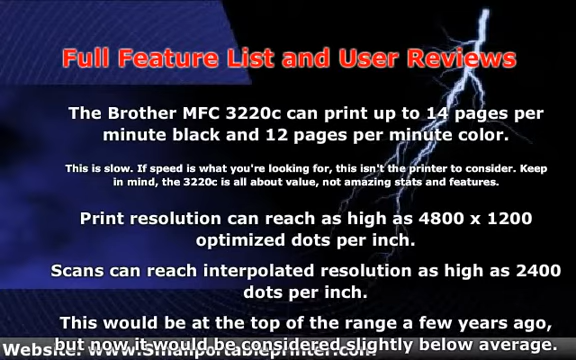 Full Feature List and User Reviews
The Brother MFC 3220c can print up to 14 pages per
minute black and 12 pages per minute color.
This is slow. If speed is what you're looking for, this isn't the printer to consider. Keep
in mind, the 3220c is all about value, not amazing stats and features.
Print resolution can reach as high as 4800 x 1200
optimized dots per inch.
Scans can reach interpolated resolution as high as 2400
dots per inch.
This would be at the top of the range a few years ago,
but now it would be considered slightly below average.
Website: www.Smallportableprinter.com